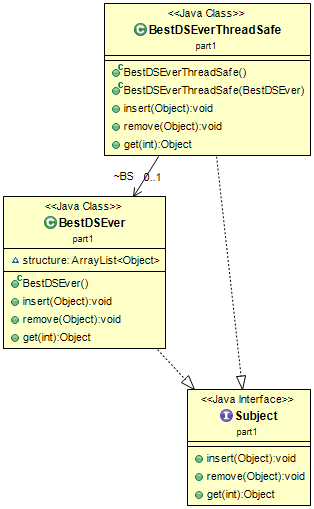 <<Java Class>>
BestDSEverThreadSafe
part1
BestDSEverThreadSafe()
BestDSEverThreadSafe(BestDSEver)
insert(Object):void
remove(Object):void
get(int):Object
~BS 0..1
<<Java Class>>
BestDSEver
part1
structure: ArrayList<Object>
BestDSEver()
insert(Object):void
remove(Object):void
get(int):Object
<<Java Interface>>
Subject
part1
insert(Object):void
remove(Object):void
get(int):Object